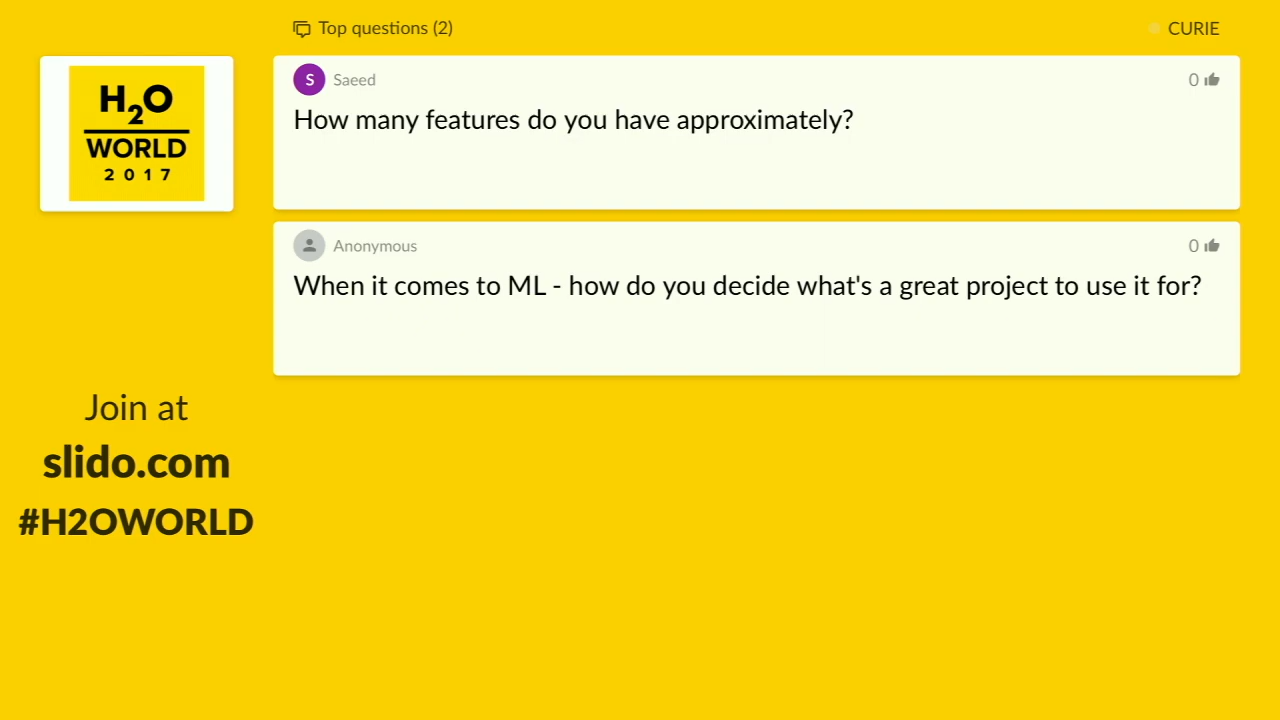 Top questions (2)
CURIE
H2O
WORLD
2017
S Saeed
0
How many features do you have approximately?
Anonymous
0
When it comes to ML - how do you decide what's a great project to use it for?
Join at
slido.com
#H2OWORLD